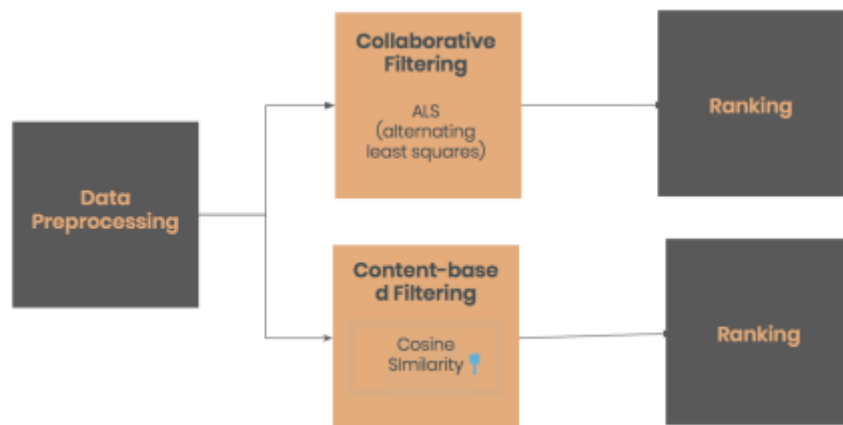 Data
Preprocessing
Collaborative
Filtering
ALS
(alternating
least squares)
Ranking
Content-base
d Filtering
Cosine
SImilarity
Ranking